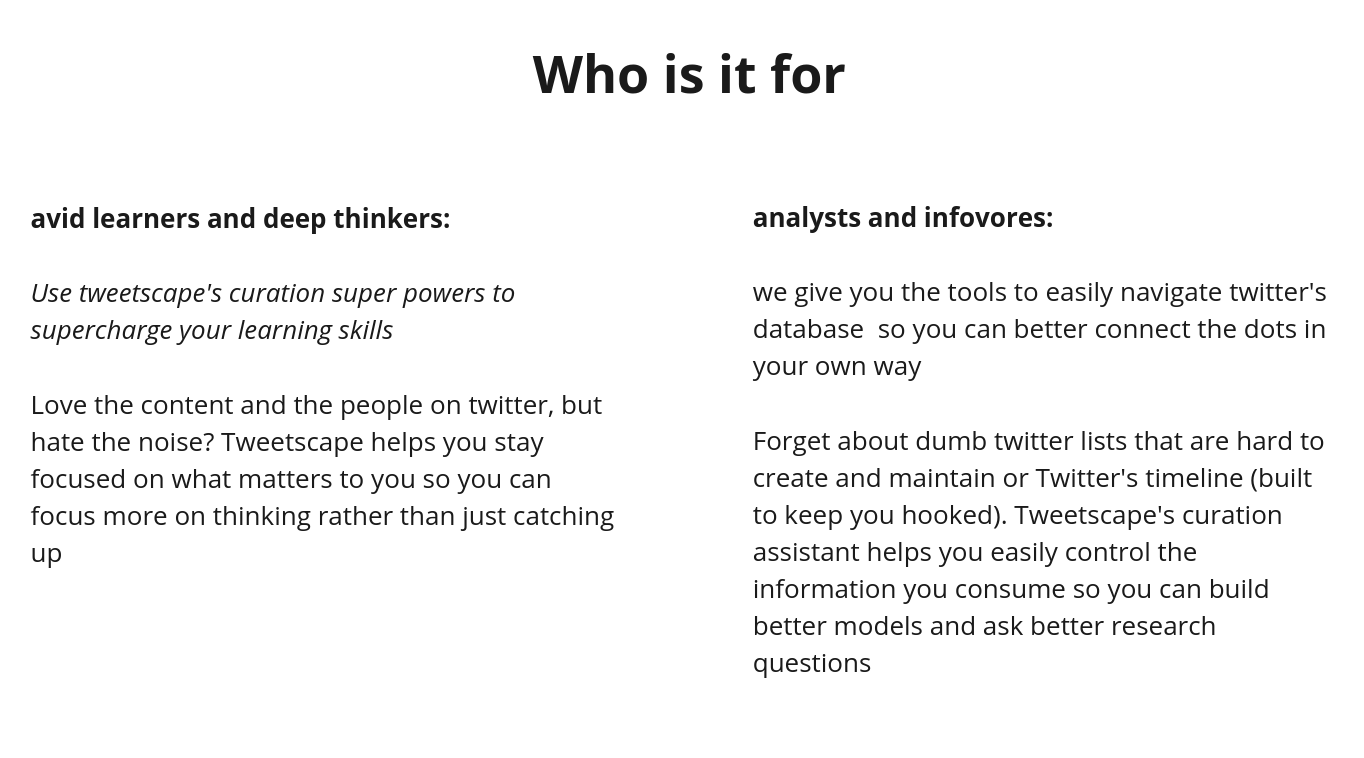 Who is it for
avid learners and deep thinkers:
Use tweetscape's curation super powers to
supercharge your learning skills
Love the content and the people on twitter, but
hate the noise? Tweetscape helps you stay
focused on what matters to you so you can
focus more on thinking rather than just catching
up
analysts and infovores:
we give you the tools to easily navigate twitter's
database  so you can better connect the dots in
your own way
Forget about dumb twitter lists that are hard to
create and maintain or Twitter's timeline (built
to keep you hooked). Tweetscape's curation
assistant helps you easily control the
information you consume so you can build
better models and ask better research
questions